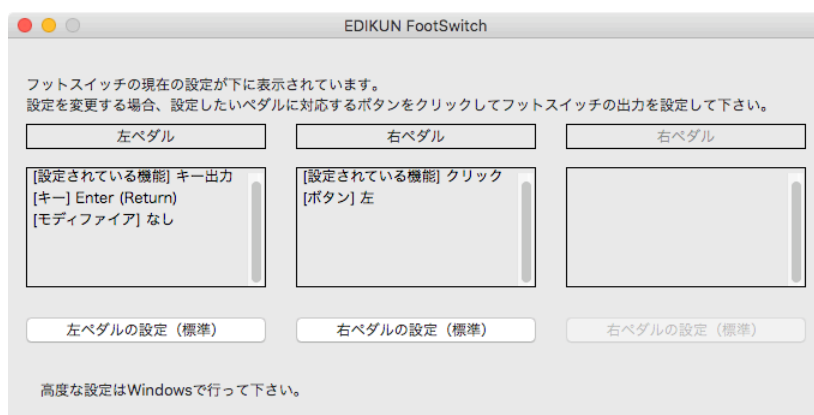 EDIKUN FootSwitch
フットスイッチの現在の設定が下に表示されています。
設定を変更する場合、設定したいペダルに対応するボタンをクリックしてフットスイッチの出力を設定して下さい。
左ペダル
右ペダル
右ペダル
[設定されている機能] キー出力
[キー] Enter (Return)
[モディファイア] なし
[設定されている機能] クリック
[ボタン] 左
左ペダルの設定（標準）
右ペダルの設定（標準）
右ペダルの設定（標準）
高度な設定はWindowsで行って下さい。